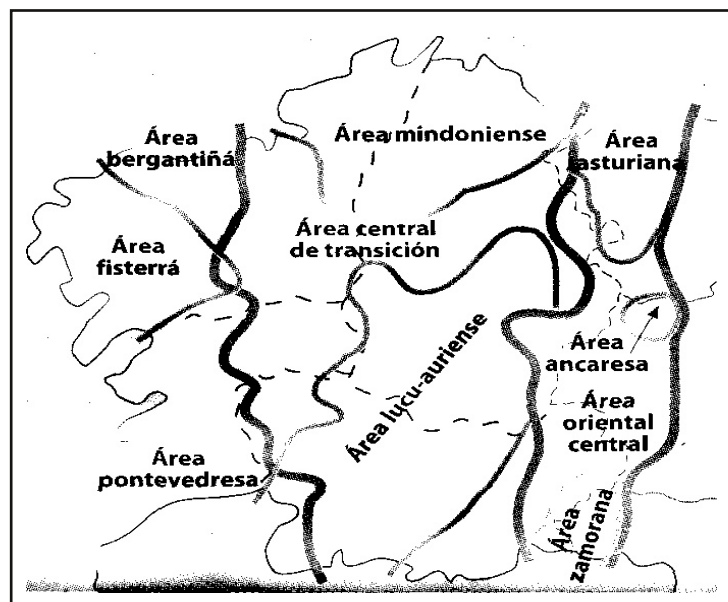 Área
bergantiñá
Área mindoniense
Área
asturiana
Área
fisterrá
Área central
de transición
Área
ancaresa
Área lucu-auriense
Área
oriental
central
Área
pontevedresa
Área
zamorana